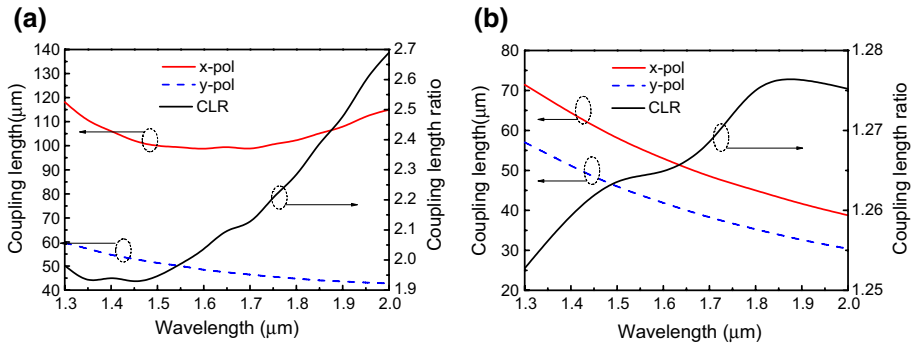 (a)
Coupling length(μm)
140
130
120
110
100
90
80
70
60
50
40
x-pol
y-pol
CLR
2.7
2.6
2.5
2.4
2.3
2.2
2.1
2.0
1.9
Coupling length ratio
1.3 1.4 1.5 1.6 1.7 1.8 1.9 2.0
Wavelength (μm)
(b)
Coupling length(μm)
80
70
60
50
40
30
20
x-pol
y-pol
CLR
1.28
1.27
1.26
1.25
Coupling length ratio
1.3 1.4 1.5 1.6 1.7 1.8 1.9 2.0
Wavelength (μm)